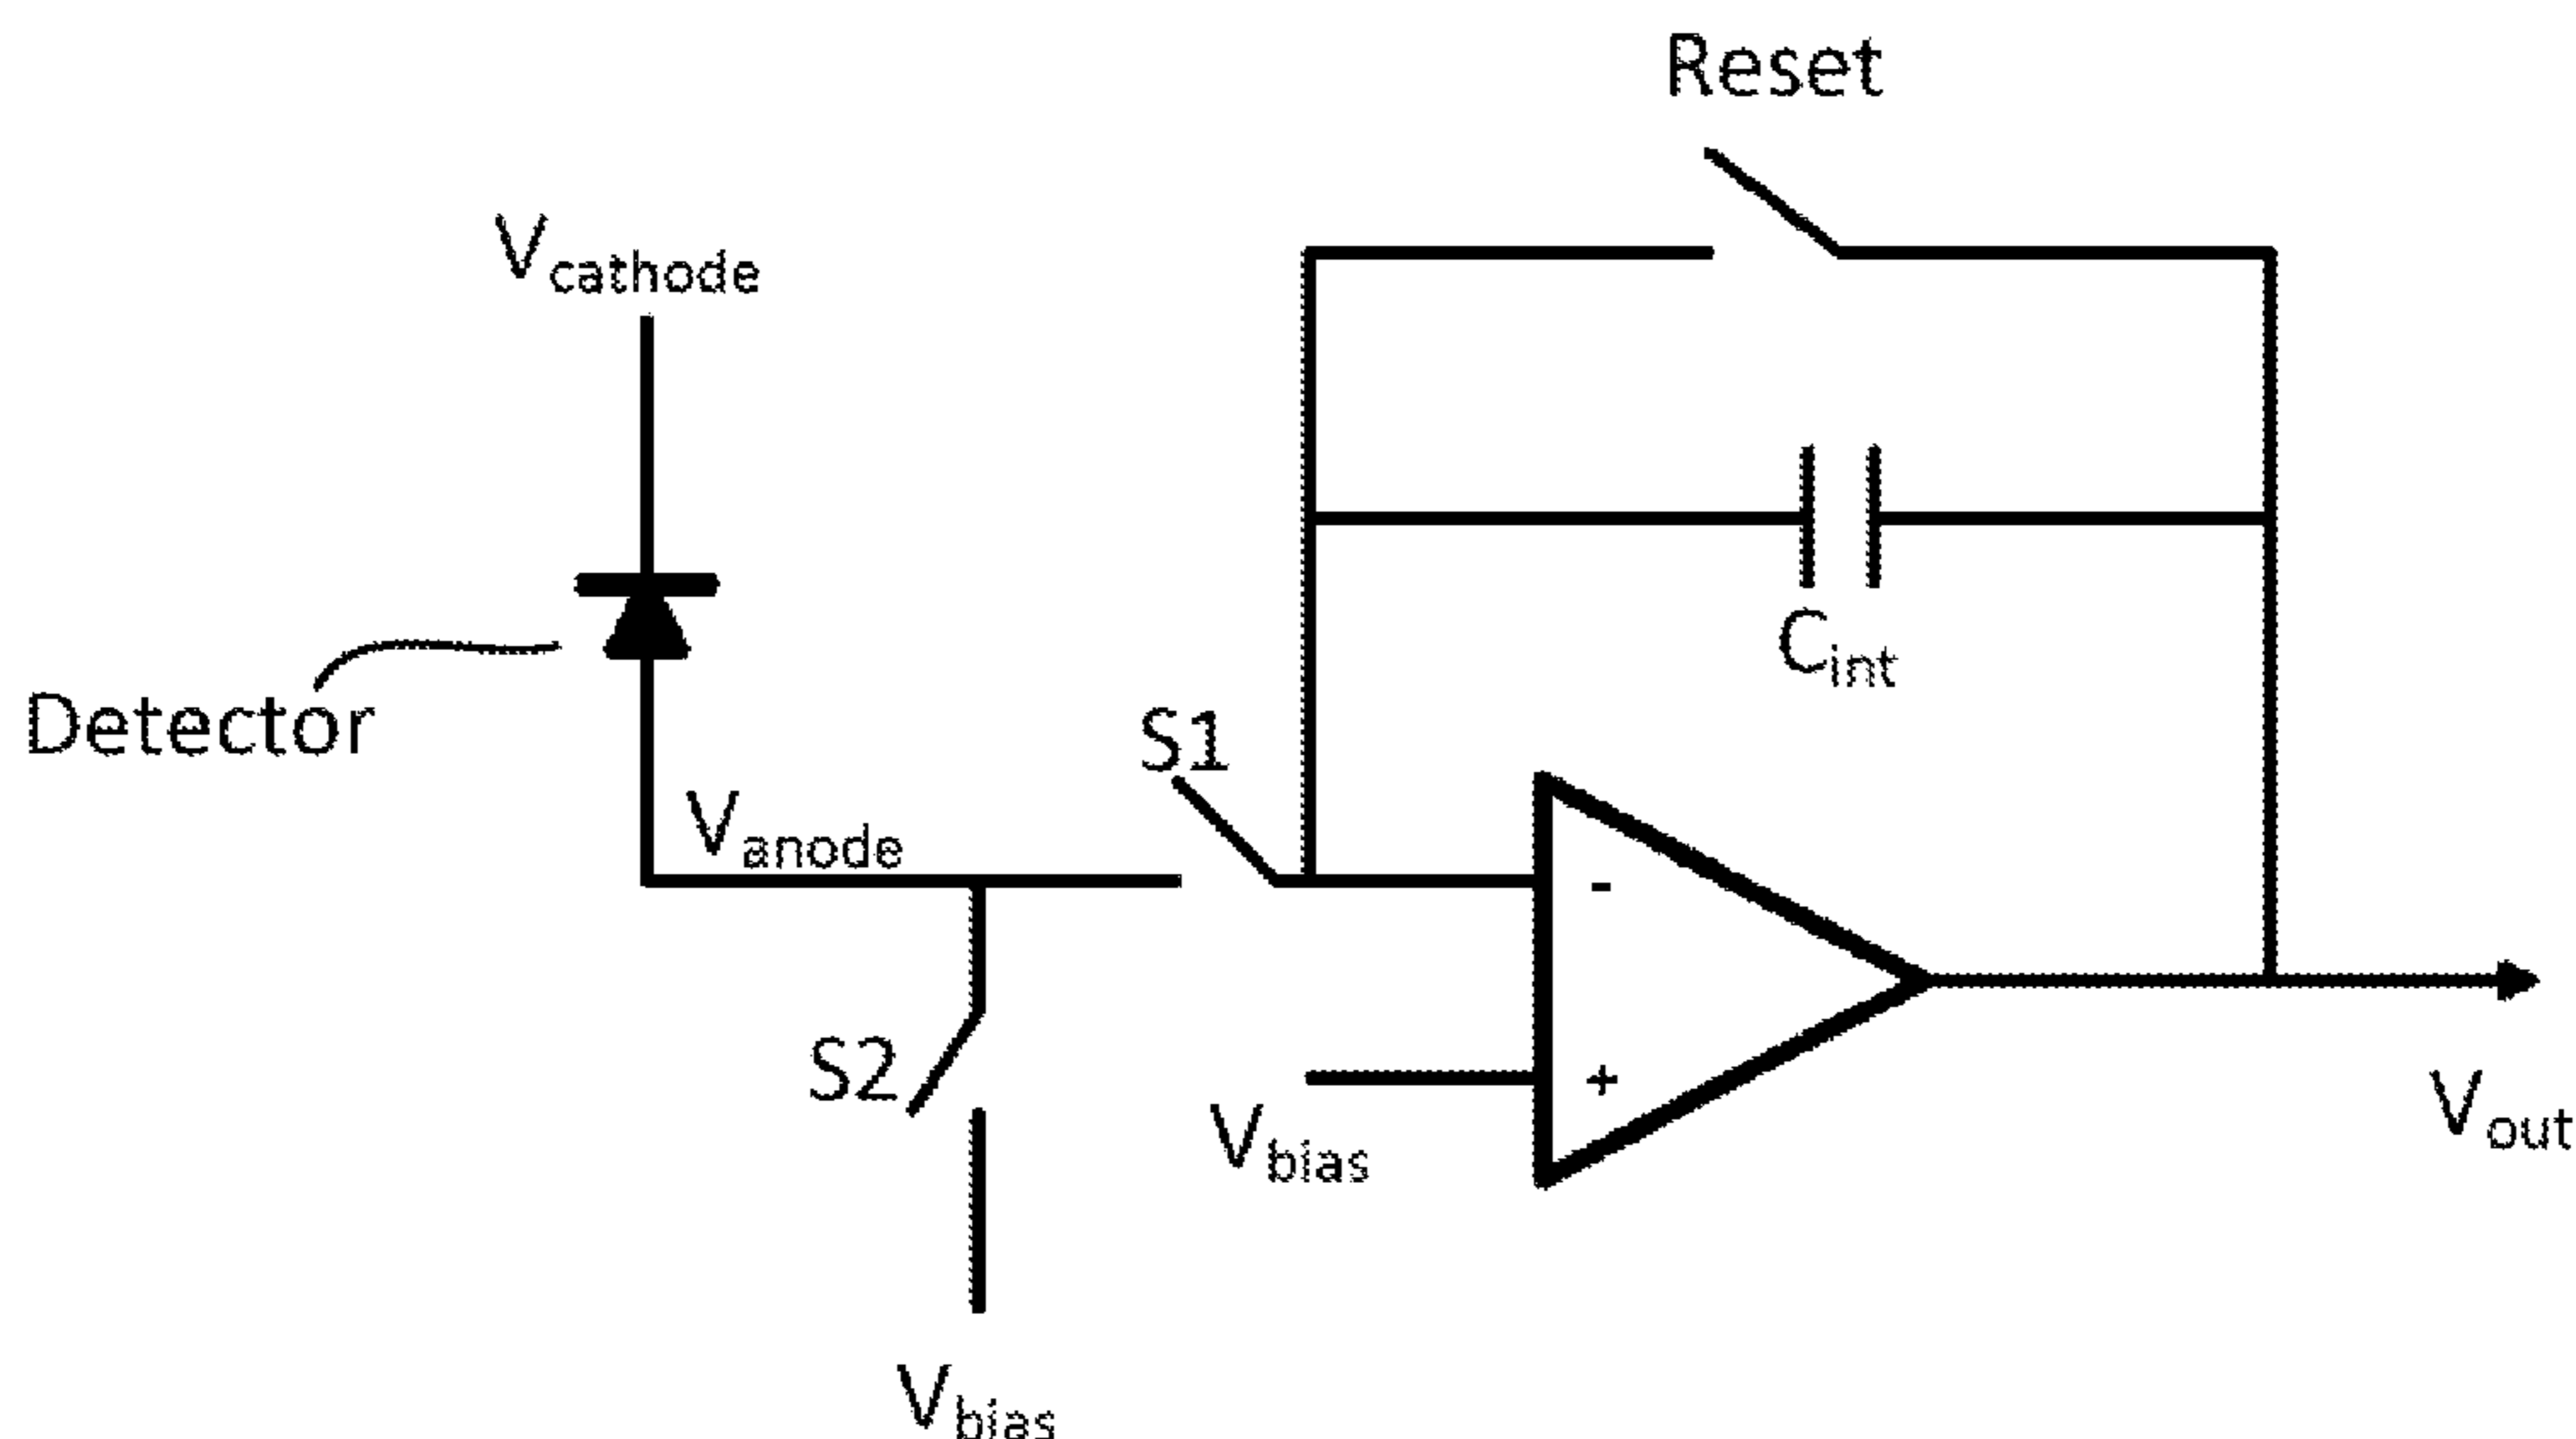 Reset
Vcathode
Cint
Detector
S1
Vanode
-
S2
+
Vbias
Vout
Vbias